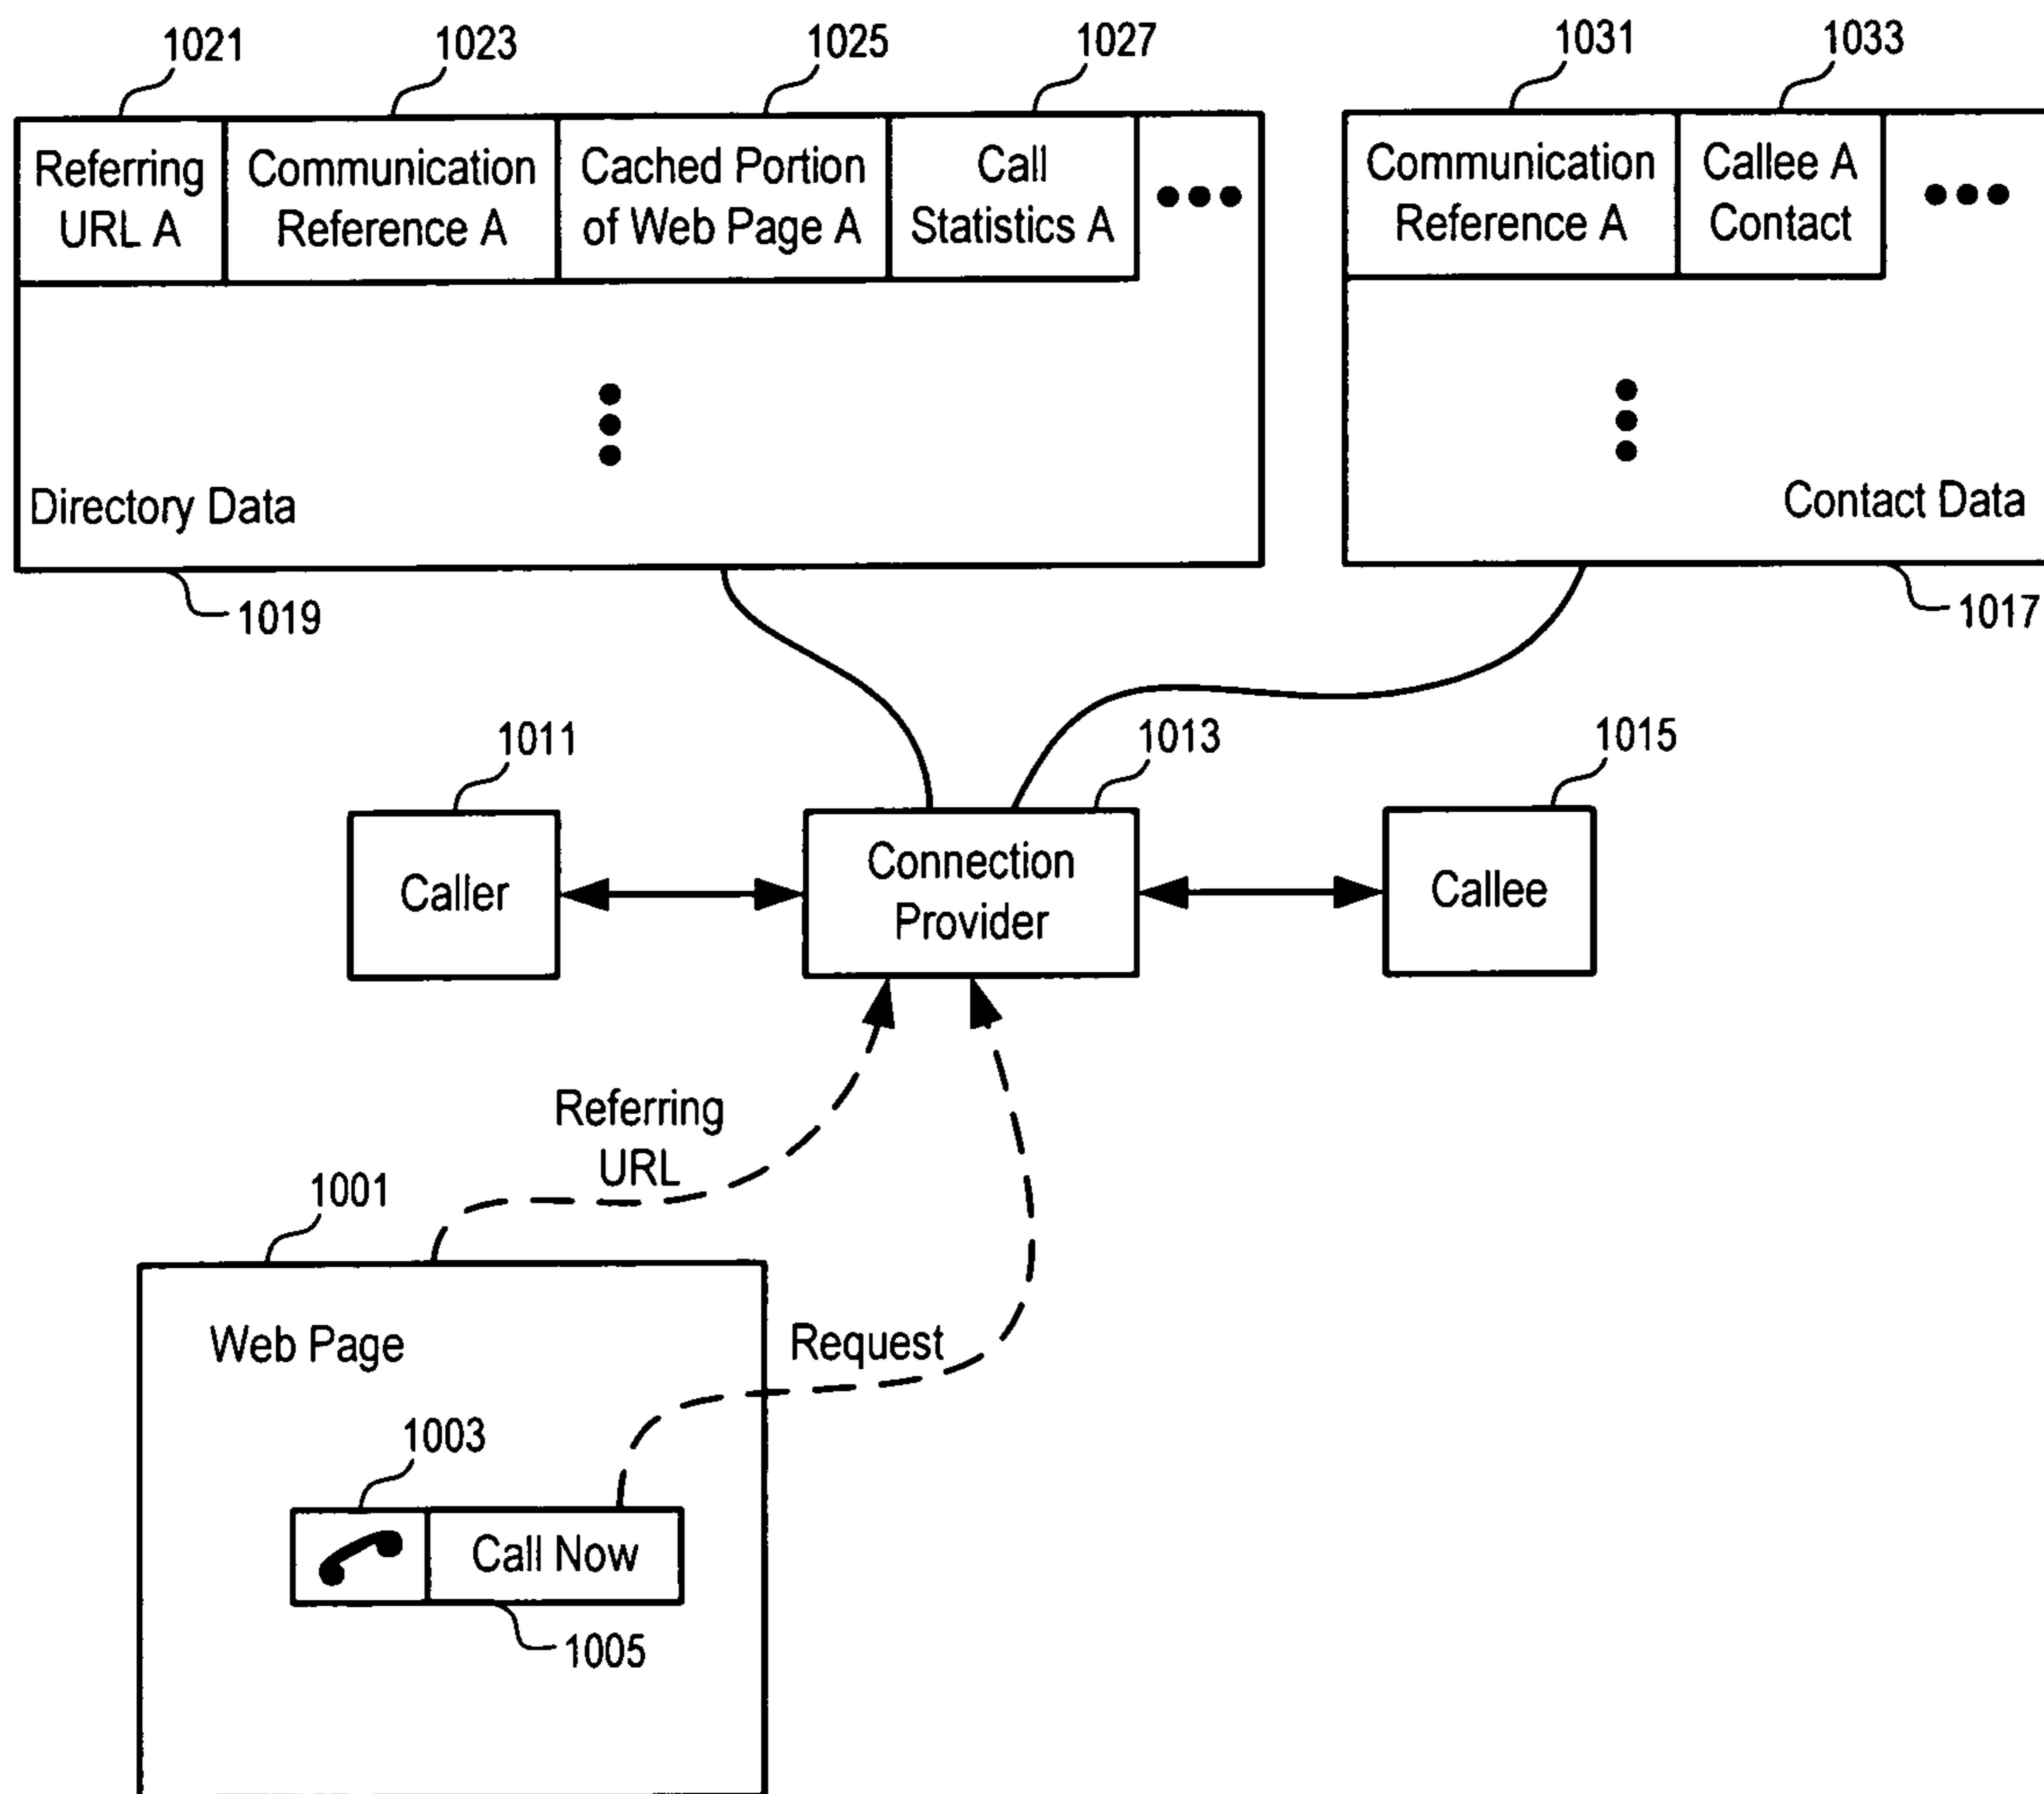 1021
1023
1025
1027
1031
1033
Referring
URL A
Communication
Reference A
Cached Portion
of Web Page A
Call
Statistics A
Communication
Reference A
Callee A
Contact
Directory Data
Contact Data
1019
1017
1011
1013
1015
Caller
Connection
Provider
Callee
Referring
URL
1001
Web Page
Request
1003
Call Now
1005